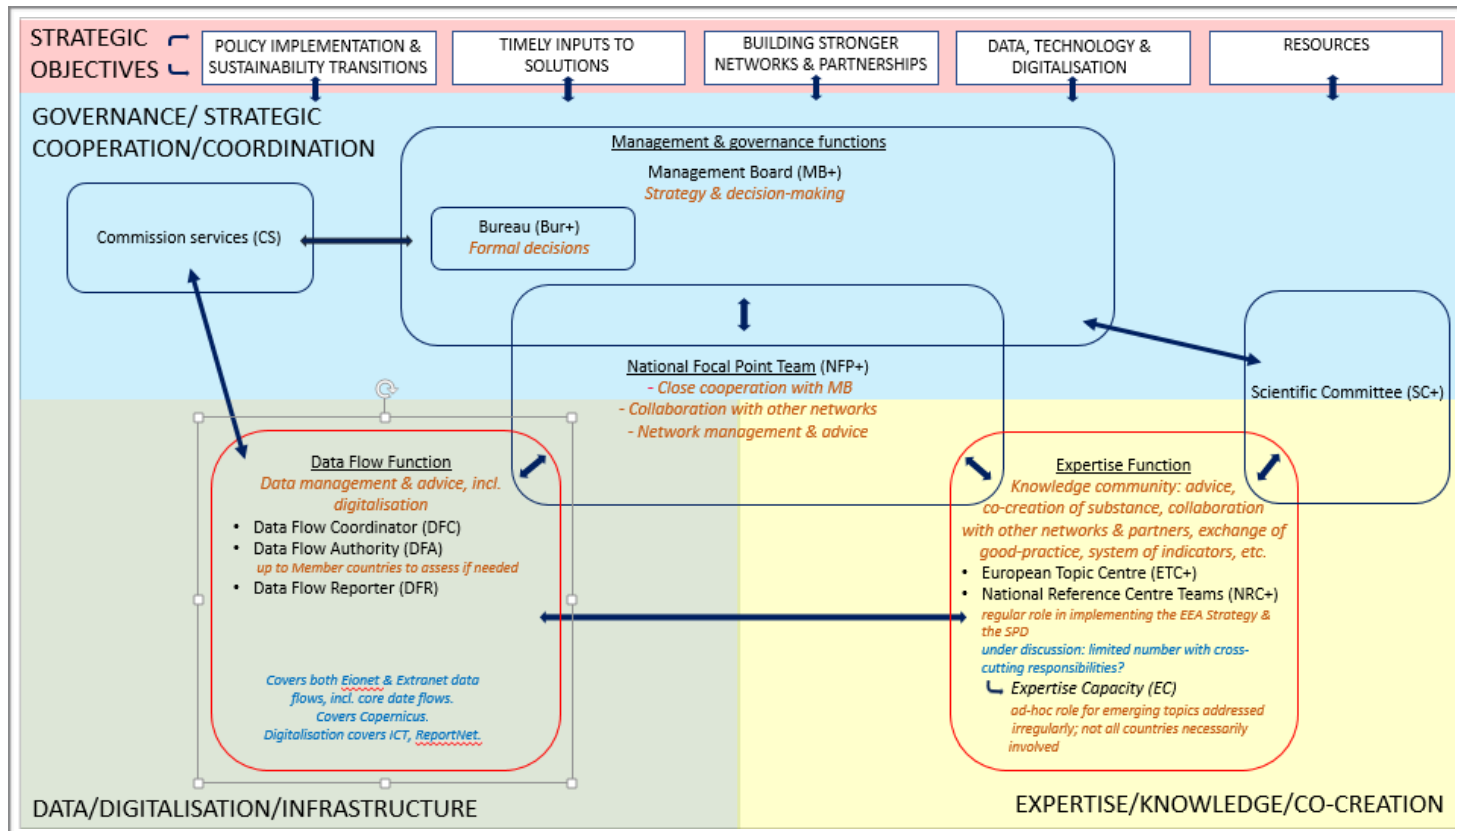 STRATEGIC
OBJECTIVES
POLICY IMPLEMENTATION &
SUSTAINABILITY TRANSITIONS
TIMELY INPUTS TO
SOLUTIONS
BUILDING STRONGER
NETWORKS & PARTNERSHIPS
DATA, TECHNOLOGY &
DIGITALISATION
RESOURCES
GOVERNANCE/ STRATEGIC
COOPERATION/COORDINATION
Management & governance functions
Management Board (MB+)
Strategy & decision-making
Commission services (CS)
Bureau (Bur+)
Formal decisions
National Focal Point Team (NFP+)
- Close cooperation with MB
- Collaboration with other networks
- Network management & advice
Scientific Committee (SC+)
Data Flow Function
Data management & advice, incl.
digitalisation
• Data Flow Coordinator (DFC)
• Data Flow Authority (DFA)
up to Member countries to assess if needed
• Data Flow Reporter (DFR)
Covers both Eionet & Extranet data
flows, incl. core date flows.
Covers Copernicus.
Digitalisation covers ICT, ReportNet.
Expertise Function
Knowledge community: advice,
co-creation of substance, collaboration
with other networks & partners, exchange of
good-practice, system of indicators, etc.
• European Topic Centre (ETC+)
• National Reference Centre Teams (NRC+)
regular role in implementing the EEA Strategy &
the SPD
under discussion: limited number with cross-
cutting responsibilities?
Expertise Capacity (EC)
ad-hoc role for emerging topics addressed
irregularly; not all countries necessarily
involved
DATA/DIGITALISATION/INFRASTRUCTURE
EXPERTISE/KNOWLEDGE/CO-CREATION